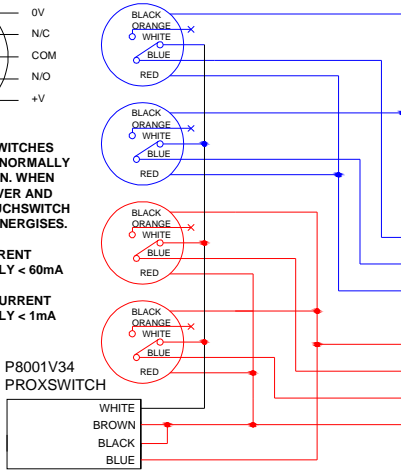 0V
N/C
COM
N/O
+V
BLACK
ORANGE
WHITE
BLUE
RED
BLACK
ORANGE
WHITE
BLUE
RED
WITCHES
NORMALLY
N. WHEN
VER AND
UCHSWITCH
NERGISES.
RENT
LY < 60mA
URRENT
LY < 1mA
BLACK
ORANGE
WHITE
BLUE
RED
BLACK
ORANGE
WHITE
BLUE
RED
P8001V34
PROXSWITCH
WHITE
BROWN
BLACK
BLUE